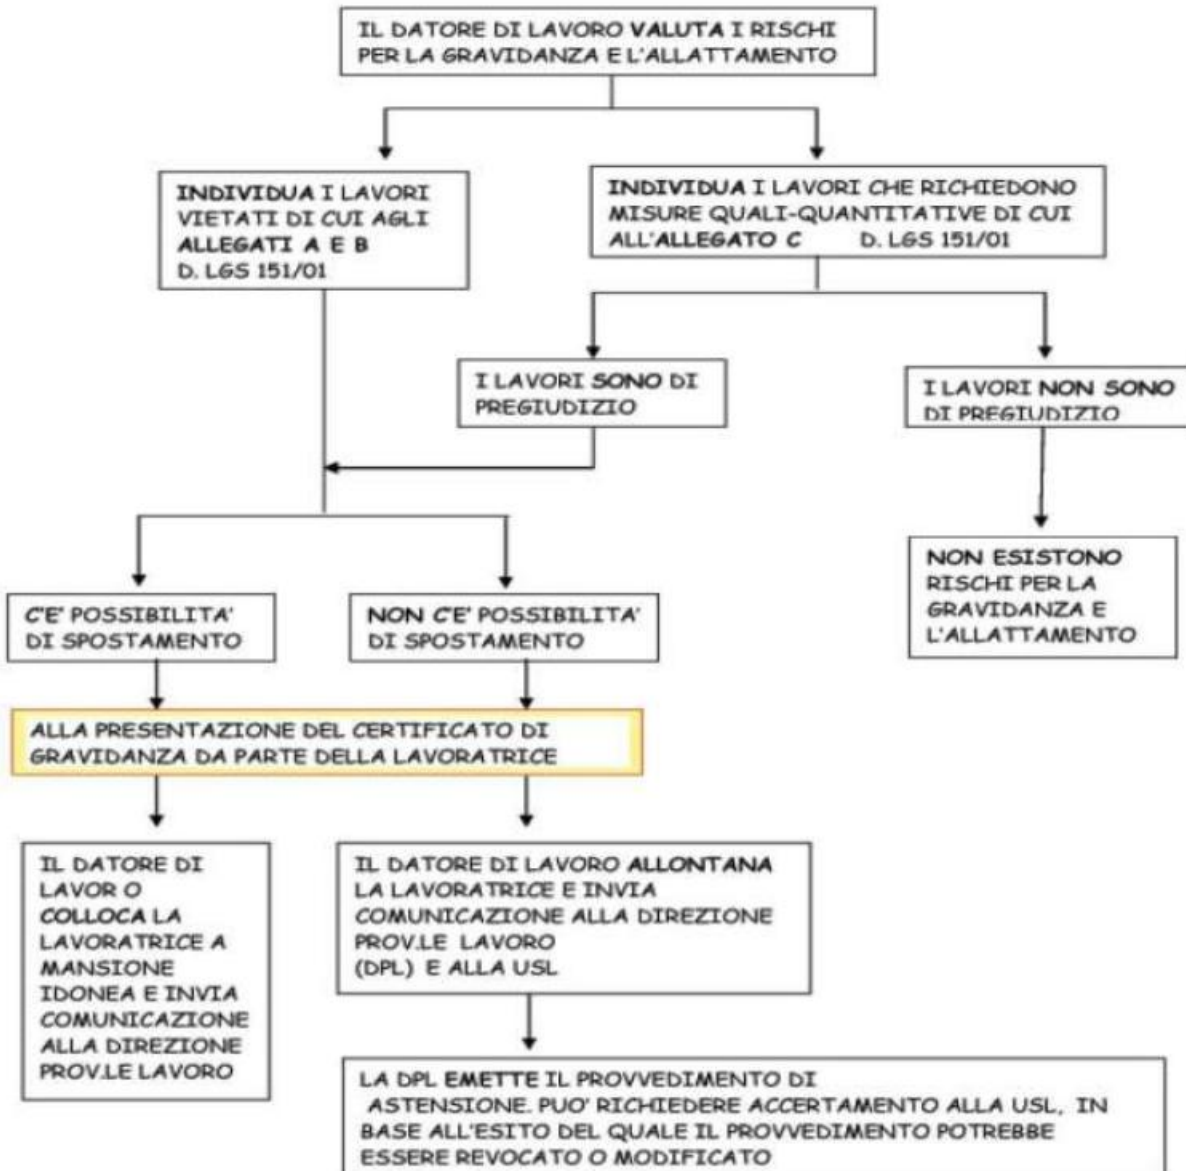 IL DATORE DI LAVORO VALUTA I RISCHI
PER LA GRAVIDANZA E L'ALLATTAMENTO
INDIVIDUA I LAVORI
VIETATI DI CUI AGLI
ALLEGATI A E B
D. LGS 151/01
INDIVIDUA I LAVORI CHE RICHIEDONO
MISURE QUALI-QUANTITATIVE DI CUI
ALL'ALLEGATO C D. LGS 151/01
I LAVORI SONO DI
PREGIUDIZIO
I LAVORI NON SONO
DI PREGIUDIZIO
NON ESISTONO
RISCHI PER LA
GRAVIDANZA E
L'ALLATTAMENTO
C'E' POSSIBILITA'
DI SPOSTAMENTO
NON C'E' POSSIBILITA'
DI SPOSTAMENTO
ALLA PRESENTAZIONE DEL CERTIFICATO DI
GRAVIDANZA DA PARTE DELLA LAVORATRICE
IL DATORE DI
LAVOR O
COLLOCA LA
LAVORATRICE A
MANSIONE
IDONEA E INVIA
COMUNICAZIONE
ALLA DIREZIONE
PROV.LE LAVORO
IL DATORE DI LAVORO ALLONTANA
LA LAVORATRICE E INVIA
COMUNICAZIONE ALLA DIREZIONE
PROV.LE LAVORO
(DPL) E ALLA USL
LA DPL EMETTE IL PROVVEDIMENTO DI
ASTENSIONE. PUO' RICHIEDERE ACCERTAMENTO ALLA USL, IN
BASE ALL'ESITO DEL QUALE IL PROVVEDIMENTO POTREBBE
ESSERE REVOCATO O MODIFICATO